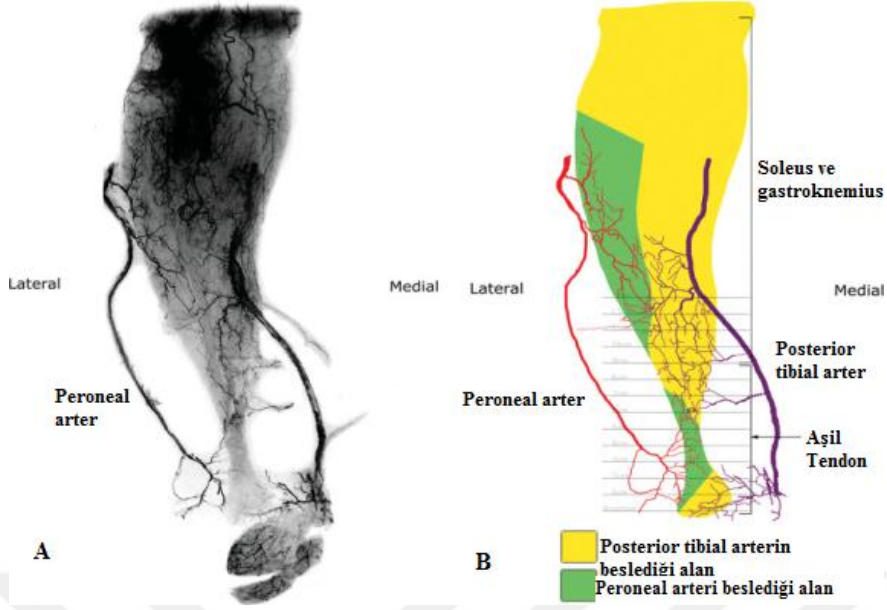 Lateral
Medial
Peroneal
arter
A
Soleus ve
gastroknemius
Lateral
Medial
Posterior
tibial arter
Peroneal arter
Aşil
Tendon
B
Posterior tibial arterin
beslediği alan
Peroneal arteri beslediği alan